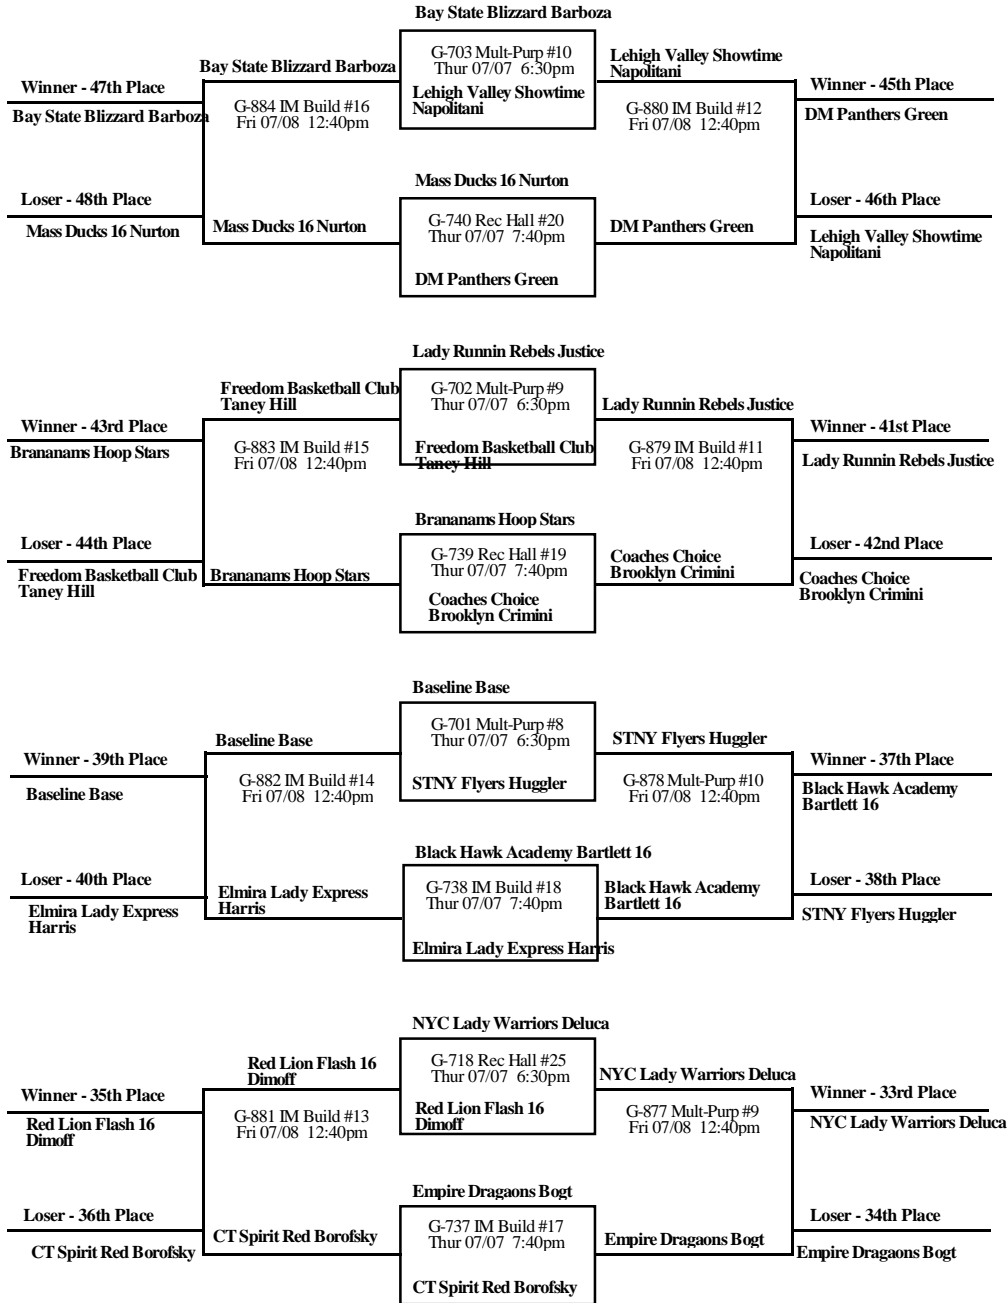 Bay State Blizzard Barboza
G-703 Mult-Purp #10
Thur 07/07 6:30pm
Lehigh Valley Showtime
Napolitani
Bay State Blizzard Barboza
Lehigh Valley Showtime
Napolitani
Winner - 47th Place
Bay State Blizzard Barboza
G-884 IM Build #16
Fri 07/08 12:40pm
G-880 IM Build #12
Fri 07/08 12:40pm
Winner - 45th Place
DM Panthers Green
Mass Ducks 16 Nurton
G-740 Rec Hall #20
Thur 07/07 7:40pm
DM Panthers Green
Loser - 48th Place
Mass Ducks 16 Nurton
Mass Ducks 16 Nurton
DM Panthers Green
Loser - 46th Place
Lehigh Valley Showtime
Napolitani
Lady Runnin Rebels Justice
G-702 Mult-Purp #9
Thur 07/07 6:30pm
Freedom Basketball Club
Taney Hill
Freedom Basketball Club
Taney Hill
Lady Runnin Rebels Justice
Winner - 43rd Place
Brananams Hoop Stars
G-883 IM Build #15
Fri 07/08 12:40pm
G-879 IM Build #11
Fri 07/08 12:40pm
Winner - 41st Place
Lady Runnin Rebels Justice
Brananams Hoop Stars
G-739 Rec Hall #19
Thur 07/07 7:40pm
Coaches Choice
Brooklyn Crimini
Loser - 44th Place
Freedom Basketball Club
Taney Hill
Brananams Hoop Stars
Coaches Choice
Brooklyn Crimini
Loser - 42nd Place
Coaches Choice
Brooklyn Crimini
Baseline Base
G-701 Mult-Purp #8
Thur 07/07 6:30pm
STNY Flyers Huggler
Baseline Base
STNY Flyers Huggler
Winner - 39th Place
Baseline Base
G-882 IM Build #14
Fri 07/08 12:40pm
G-878 Mult-Purp #10
Fri 07/08 12:40pm
Winner - 37th Place
Black Hawk Academy
Bartlett 16
Black Hawk Academy Bartlett 16
G-738 IM Build #18
Thur 07/07 7:40pm
Elmira Lady Express Harris
Loser - 40th Place
Elmira Lady Express
Harris
Elmira Lady Express
Harris
Black Hawk Academy
Bartlett 16
Loser - 38th Place
STNY Flyers Huggler
NYC Lady Warriors Deluca
G-718 Rec Hall #25
Thur 07/07 6:30pm
Red Lion Flash 16
Dimoff
Red Lion Flash 16
Dimoff
NYC Lady Warriors Deluca
Winner - 35th Place
Red Lion Flash 16
Dimoff
G-881 IM Build #13
Fri 07/08 12:40pm
G-877 Mult-Purp #9
Fri 07/08 12:40pm
Winner - 33rd Place
NYC Lady Warriors Deluca
Empire Dragaons Bogt
G-737 IM Build #17
Thur 07/07 7:40pm
CT Spirit Red Borofsky
Loser - 36th Place
CT Spirit Red Borofsky
CT Spirit Red Borofsky
Empire Dragaons Bogt
Loser - 34th Place
Empire Dragaons Bogt